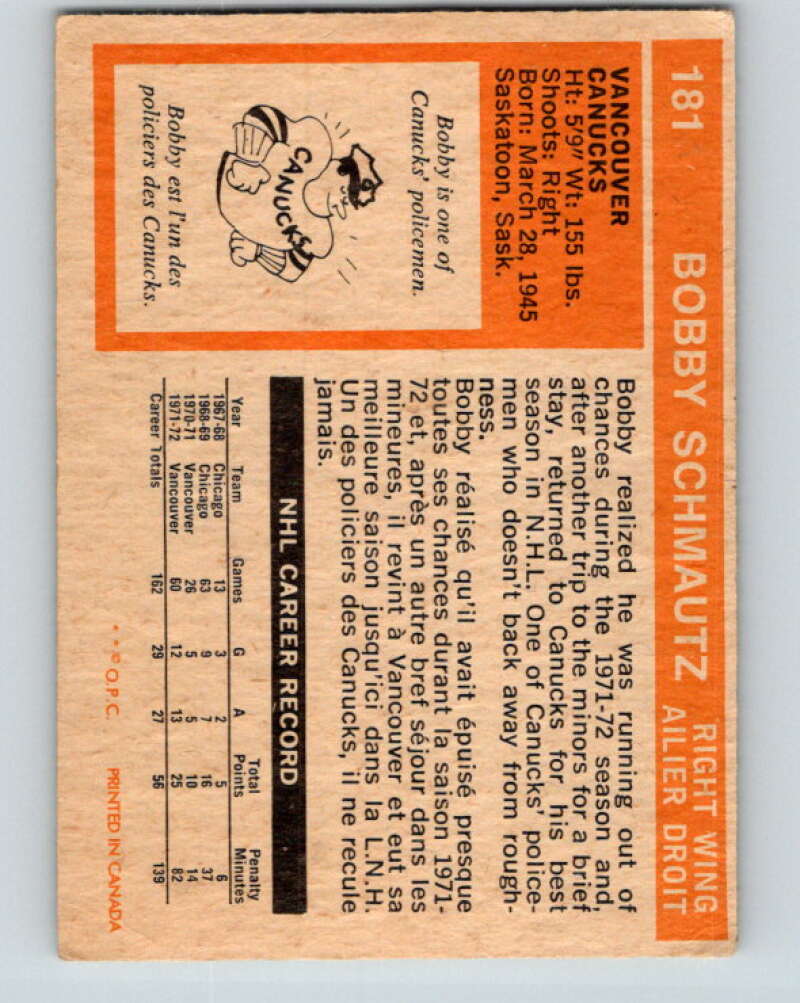 181 BOBBY SCHMAUTZ RIGHT WING
AILIER DROIT
VANCOUVER
CANUCKS
Ht: 5'9" Wt: 155 lbs.
Shoots: Right
Born: March 28, 1945
Saskatoon, Sask.
Bobby is one of
Canucks' policemen.
CANUCKS
Bobby est l'un des
policiers des Canucks.
Bobby realized he was running out of
chances during the 1971-72 season and,
after another trip to the minors for a brief
stay, returned to Canucks for his best
season in N.H.L. One of Canucks' police-
men who doesn't back away from rough-
ness.
Bobby réalisé qu'il avait épuisé presque
toutes ses chances durant la saison 1971-
72 et, après un autre bref séjour dans les
mineures, il revint à Vancouver et eut sa
meilleure saison jusqu'ici dans la L.N.H.
Un des policiers des Canucks, il ne recule
jamais.
NHL CAREER RECORD
Year Team Games G A Total Points Penalty Minutes
1967-68 Chicago 13 3 2 5 6
1968-69 Chicago 63 9 7 16 37
1970-71 Vancouver 26 5 5 10 14
1971-72 Vancouver 60 12 13 25 82
Career Totals 162 29 27 56 139
* * © O.P.C. PRINTED IN CANADA